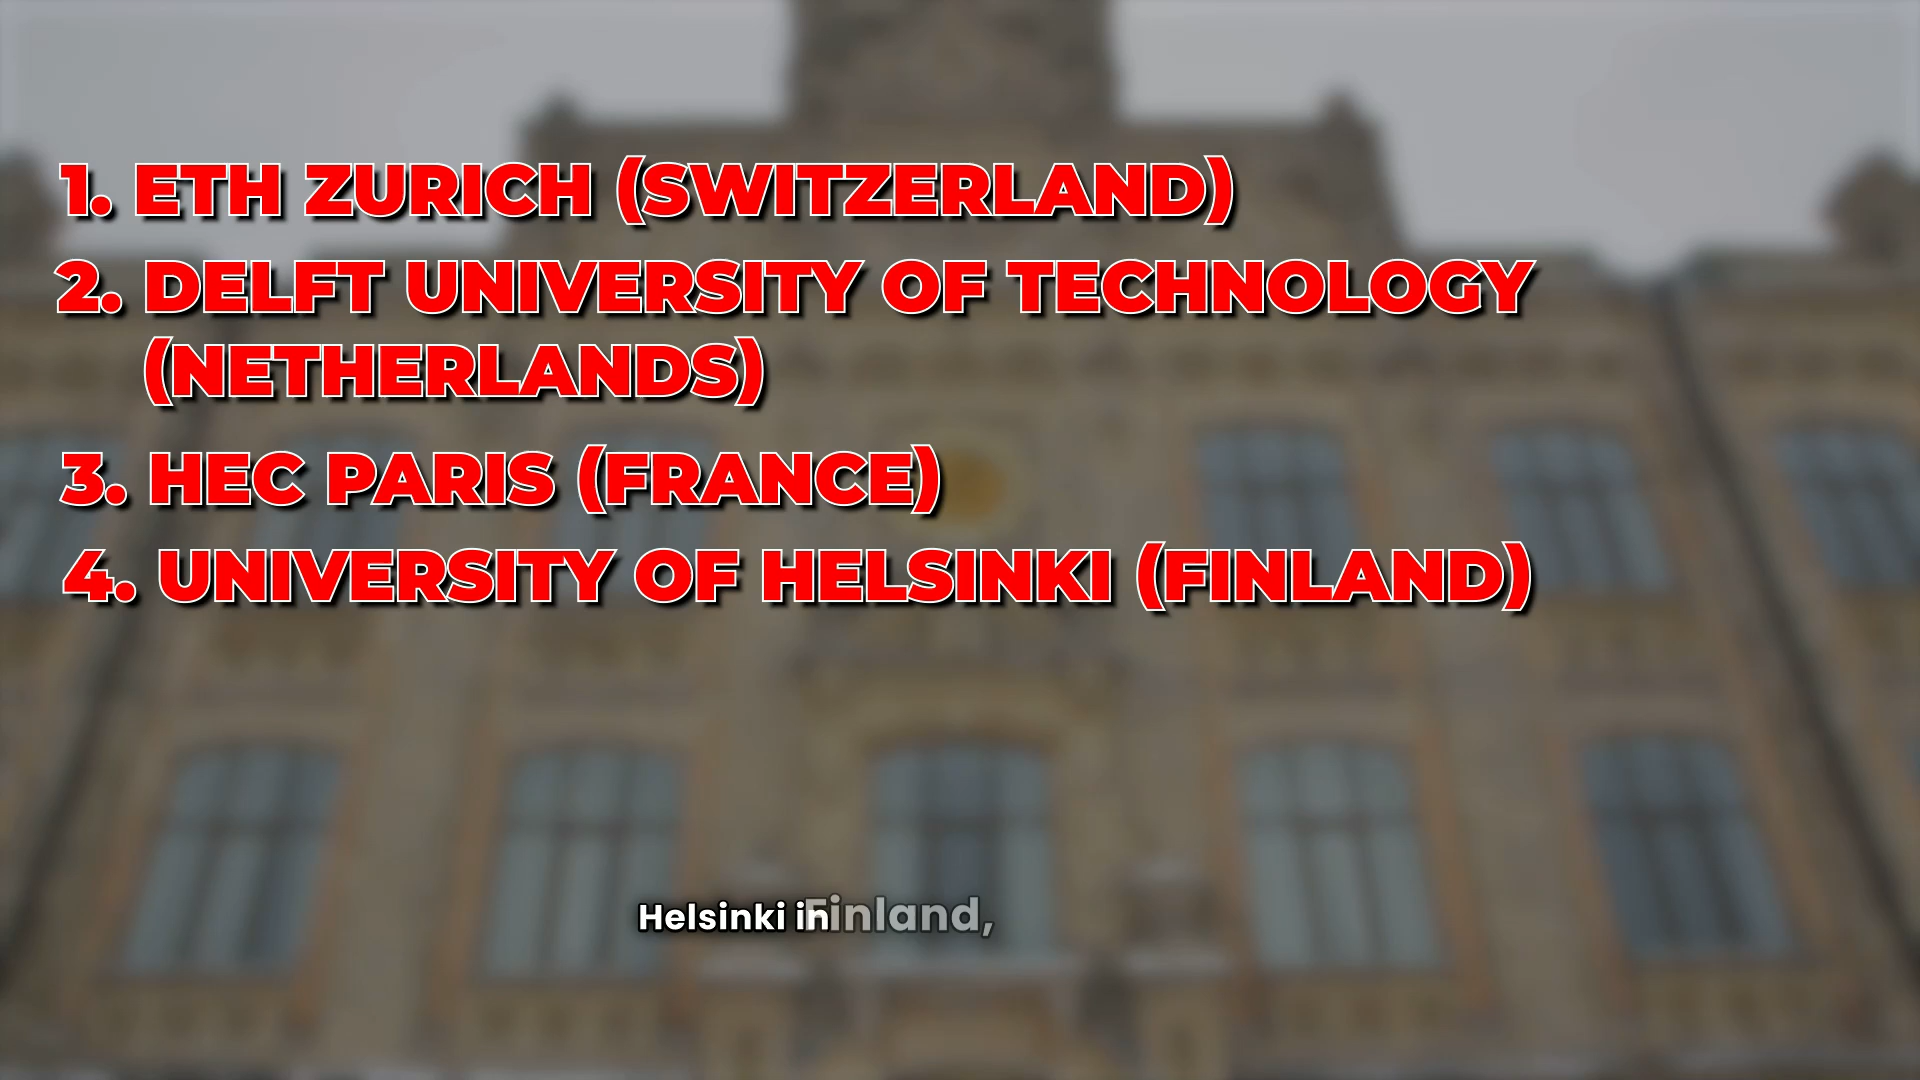 1. ETH ZURICH (SWITZERLAND)
2. DELFT UNIVERSITY OF TECHNOLOGY
(NETHERLANDS)
3. HEC PARIS (FRANCE)
4. UNIVERSITY OF HELSINKI (FINLAND)
Helsinki in Finland,